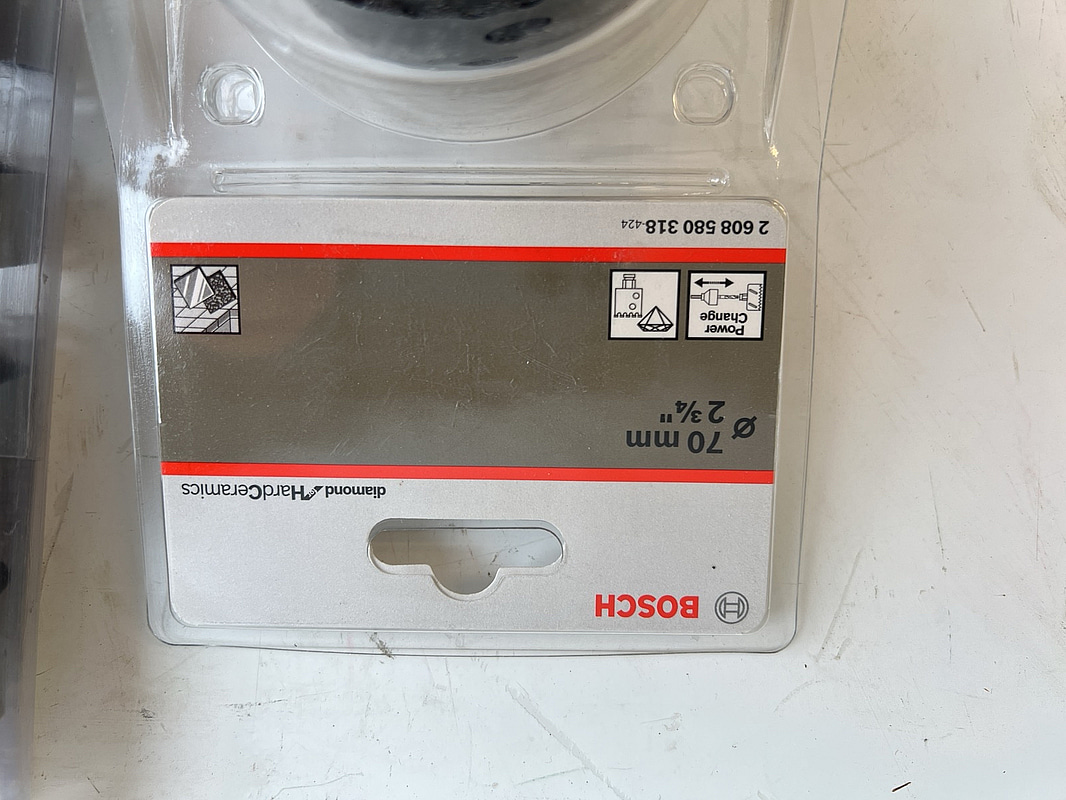 BOSCH
diamond for HardCeramics
Ø 70 mm
2 ¾"
Power
Change
2 608 580 318-424